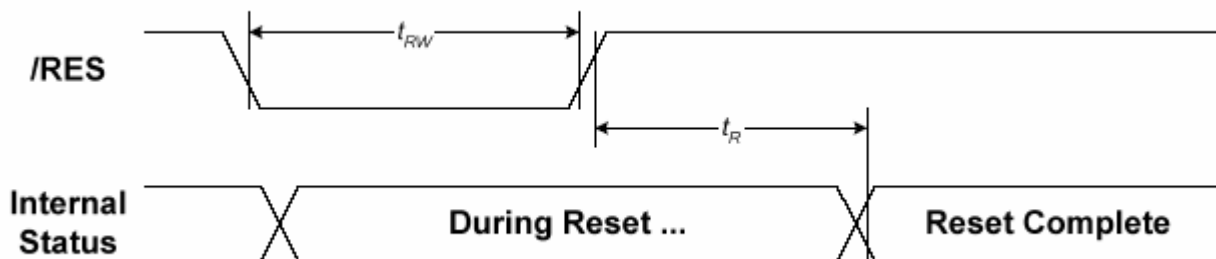 /RES
tRW
tR
Internal
Status
During Reset ...
Reset Complete